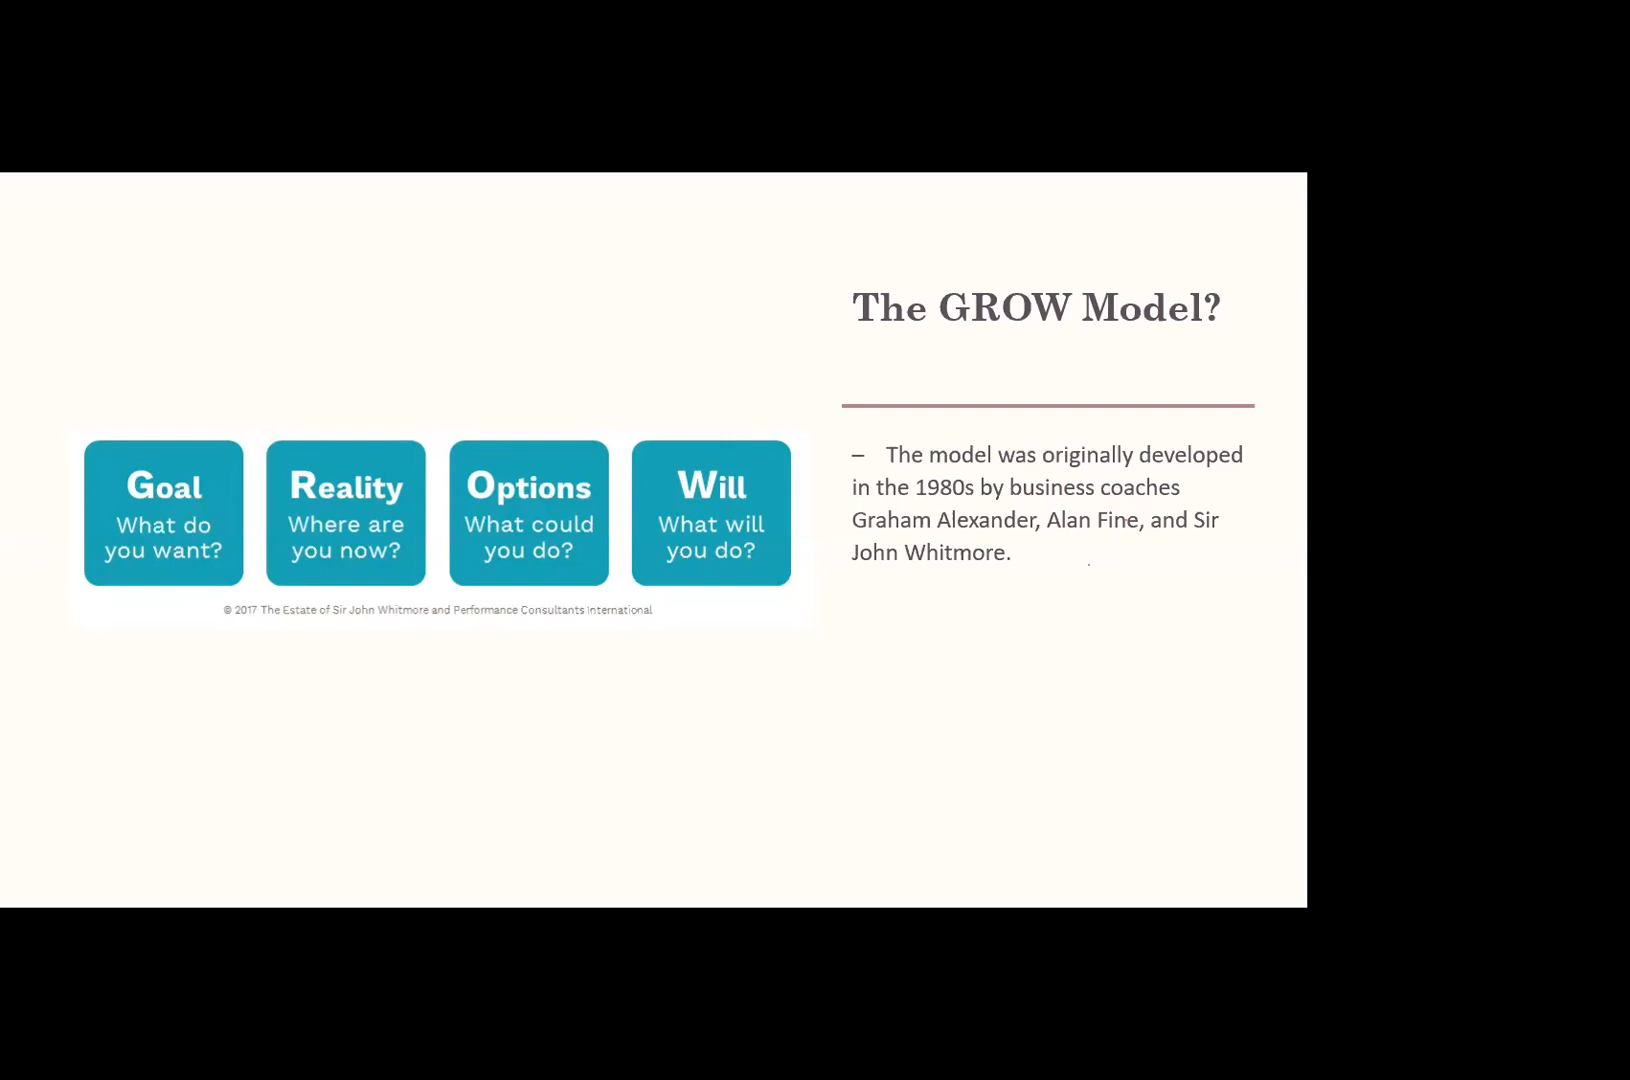 The GROW Model?
Goal
What do
you want?
Reality
Where are
you now?
Options
What could
you do?
Will
What will
you do?
© 2017 The Estate of Sir John Whitmore and Performance Consultants International
– The model was originally developed
in the 1980s by business coaches
Graham Alexander, Alan Fine, and Sir
John Whitmore.